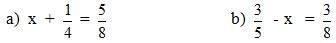 a) x + 1/4 = 5/8 b) 3/5 - x = 3/8